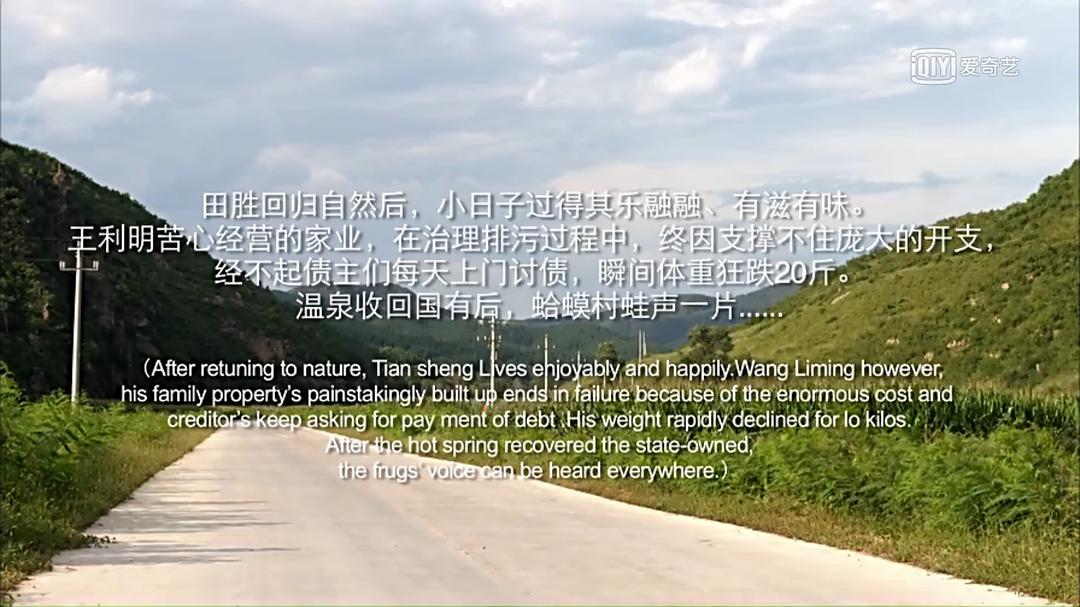 iQIYI 爱奇艺
田胜回归自然后，小日子过得其乐融融、有滋有味。
王利明苦心经营的家业，在治理排污过程中，终因支撑不住庞大的开支，
经不起债主们每天上门讨债，瞬间体重狂跌20斤。
温泉收回国有后，蛤蟆村蛙声一片......
（After retuning to nature, Tian sheng Lives enjoyably and happily.Wang Liming however,
his family property's painstakingly built up ends in failure because of the enormous cost and
creditor's keep asking for pay ment of debt .His weight rapidly declined for lo kilos.
After the hot spring recovered the state-owned,
the frugs' voice can be heard everywhere.）